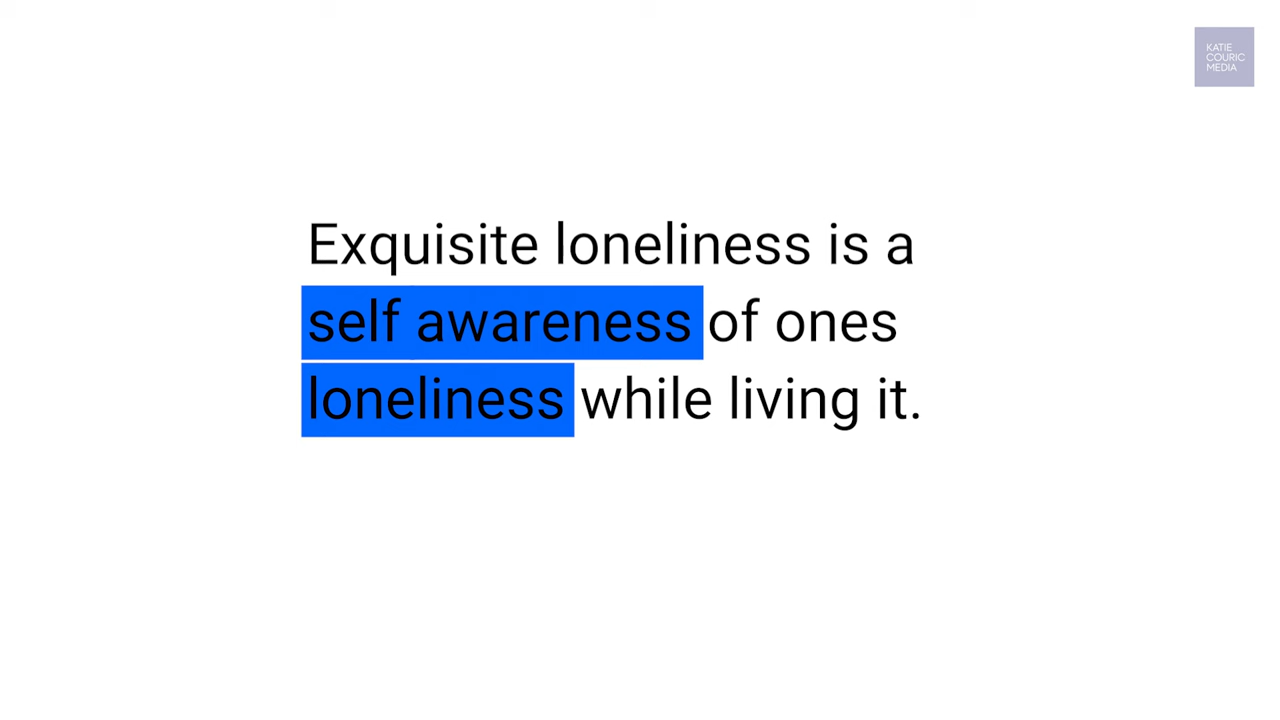 KATIE
COURIC
MEDIA
Exquisite loneliness is a
self awareness of ones
loneliness while living it.